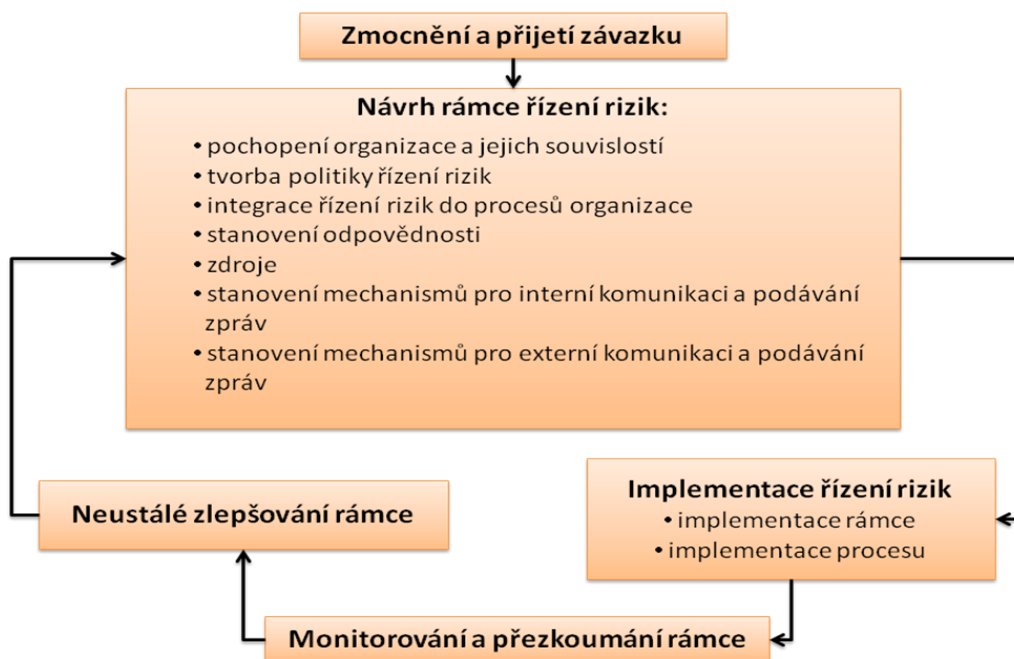 Zmocnění a přijetí závazku
Návrh rámce řízení rizik:
• pochopení organizace a jejich souvislostí
• tvorba politiky řízení rizik
• integrace řízení rizik do procesů organizace
• stanovení odpovědnosti
• zdroje
• stanovení mechanismů pro interní komunikaci a podávání
zpráv
• stanovení mechanismů pro externí komunikaci a podávání
zpráv
Implementace řízení rizik
• implementace rámce
• implementace procesu
Neustálé zlepšování rámce
Monitorování a přezkoumání rámce